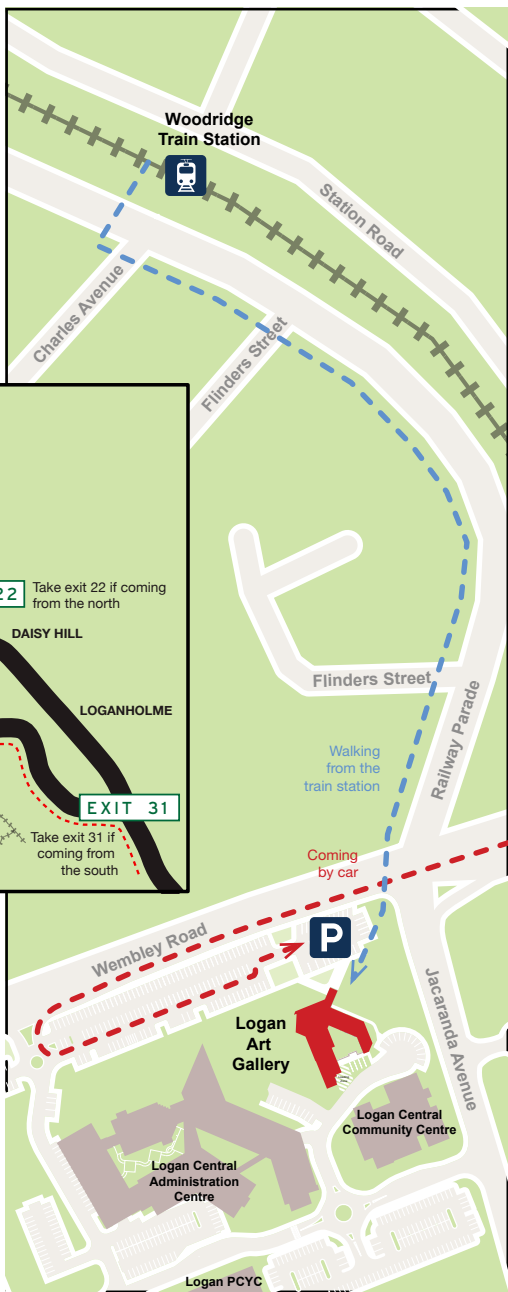 Woodridge
Train Station
Station Road
Charles Avenue
Flinders Street
22
Take exit 22 if coming
from the north
DAISY HILL
LOGANHOLME
EXIT 31
Take exit 31 if
coming from
the south
Flinders Street
Railway Parade
Walking
from the
train station
Coming
by car
Wembley Road
P
Jacaranda Avenue
Logan
Art
Gallery
Logan Central
Community Centre
Logan Central
Administration
Centre
Logan PCYC